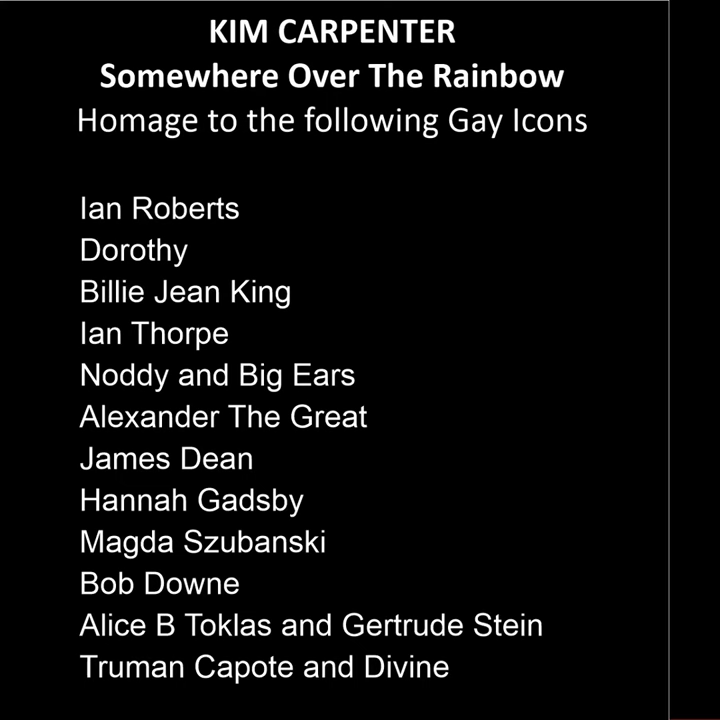 KIM CARPENTER
Somewhere Over The Rainbow
Homage to the following Gay Icons
Ian Roberts
Dorothy
Billie Jean King
Ian Thorpe
Noddy and Big Ears
Alexander The Great
James Dean
Hannah Gadsby
Magda Szubanski
Bob Downe
Alice B Toklas and Gertrude Stein
Truman Capote and Divine